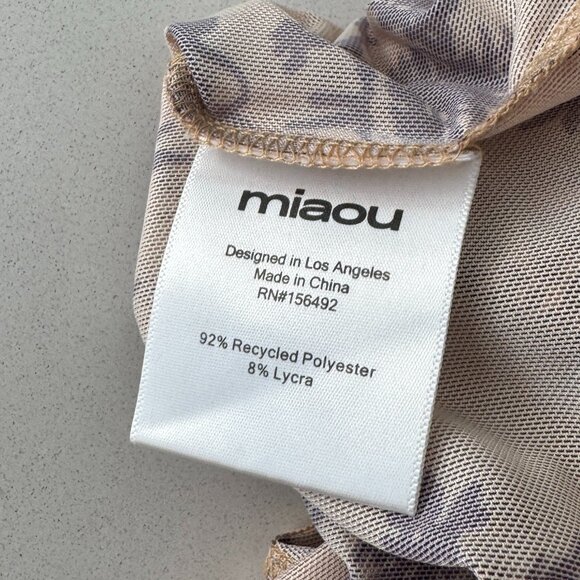 miaou
Designed in Los Angeles
Made in China
RN#156492
92% Recycled Polyester
8% Lycra